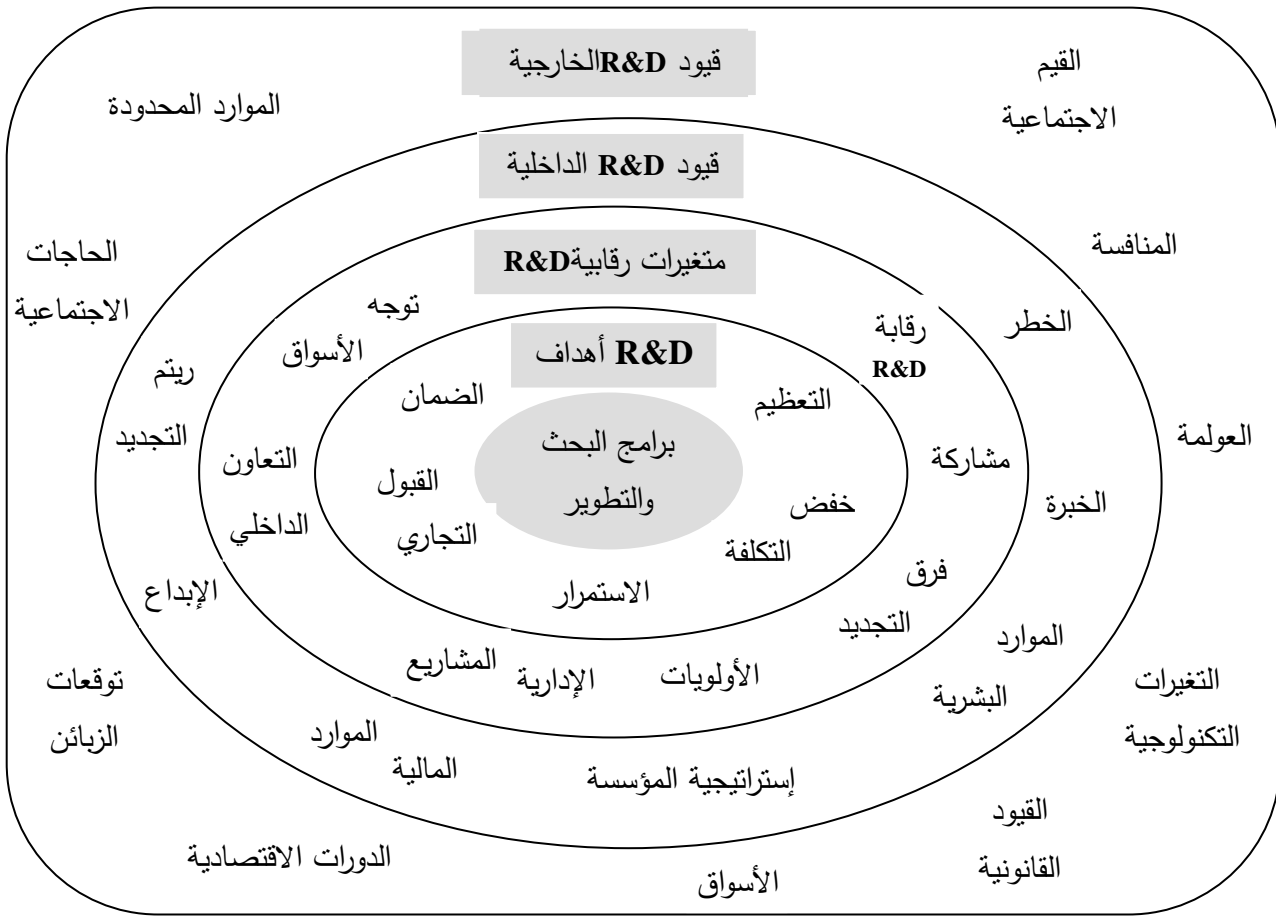 قيود R&Dالخارجية
القيم
الاجتماعية
الموارد المحدودة
قيود R&D الداخلية
المنافسة
الحاجات
الاجتماعية
متغيرات رقابيةR&D
الخطر
توجه
الأسواق
رقابة
R&D
أهداف R&D
ريتم
التجديد
التعظيم
الضمان
العولمة
برامج البحث
والتطوير
مشاركة
التعاون
الداخلي
القبول
التجاري
خفض
التكلفة
الخبرة
الاستمرار
فرق
التجديد
الإبداع
الموارد
البشرية
الأولويات
الإدارية
المشاريع
التغيرات
التكنولوجية
توقعات
الزبائن
الموارد
المالية
إستراتيجية المؤسسة
القيود
القانونية
الأسواق
الدورات الاقتصادية